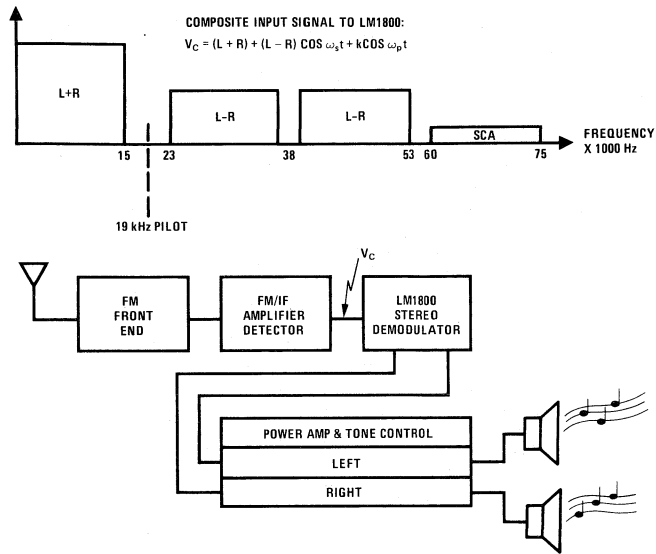 COMPOSITE INPUT SIGNAL TO LM1800:
V_C = (L + R) + (L – R) COS ω_s t + kCOS ω_p t
L+R
L–R
L–R
SCA
FREQUENCY
X 1000 Hz
15
23
38
53
60
75
19 kHz PILOT
V_C
FM
FRONT
END
FM/IF
AMPLIFIER
DETECTOR
LM1800
STEREO
DEMODULATOR
POWER AMP & TONE CONTROL
LEFT
RIGHT